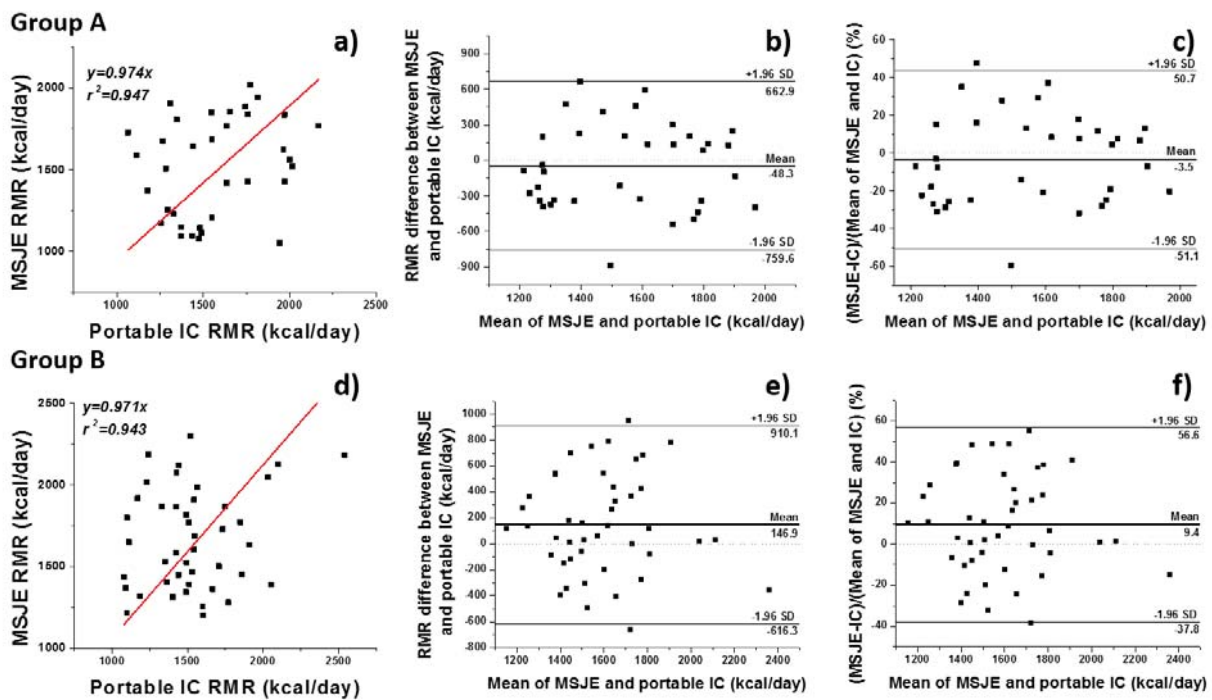 Group A
a)
y=0.974x
r²=0.947
MSJE RMR (kcal/day)
2000
1500
1000
1000
1500
2000
2500
Portable IC RMR (kcal/day)
b)
RMR difference between MSJE
and portable IC (kcal/day)
900
600
300
0
-300
-600
-900
+1.96 SD
662.9
Mean
-48.3
-1.96 SD
-759.6
1200
1400
1600
1800
2000
Mean of MSJE and portable IC (kcal/day)
c)
(MSJE-IC)/(Mean of MSJE and IC) (%)
60
40
20
0
-20
-40
-60
+1.96 SD
50.7
Mean
-3.5
-1.96 SD
-51.1
1200
1400
1600
1800
2000
Mean of MSJE and portable IC (kcal/day)
Group B
d)
y=0.971x
r²=0.943
MSJE RMR (kcal/day)
2500
2000
1500
1000
1000
1500
2000
2500
Portable IC RMR (kcal/day)
e)
RMR difference between MSJE
and portable IC (kcal/day)
1000
800
600
400
200
0
-200
-400
-600
-800
+1.96 SD
910.1
Mean
146.9
-1.96 SD
-616.3
1200
1400
1600
1800
2000
2200
2400
Mean of MSJE and portable IC (kcal/day)
f)
(MSJE-IC)/(Mean of MSJE and IC) (%)
60
40
20
0
-20
-40
+1.96 SD
56.6
Mean
9.4
-1.96 SD
-37.8
1200
1400
1600
1800
2000
2200
2400
Mean of MSJE and portable IC (kcal/day)